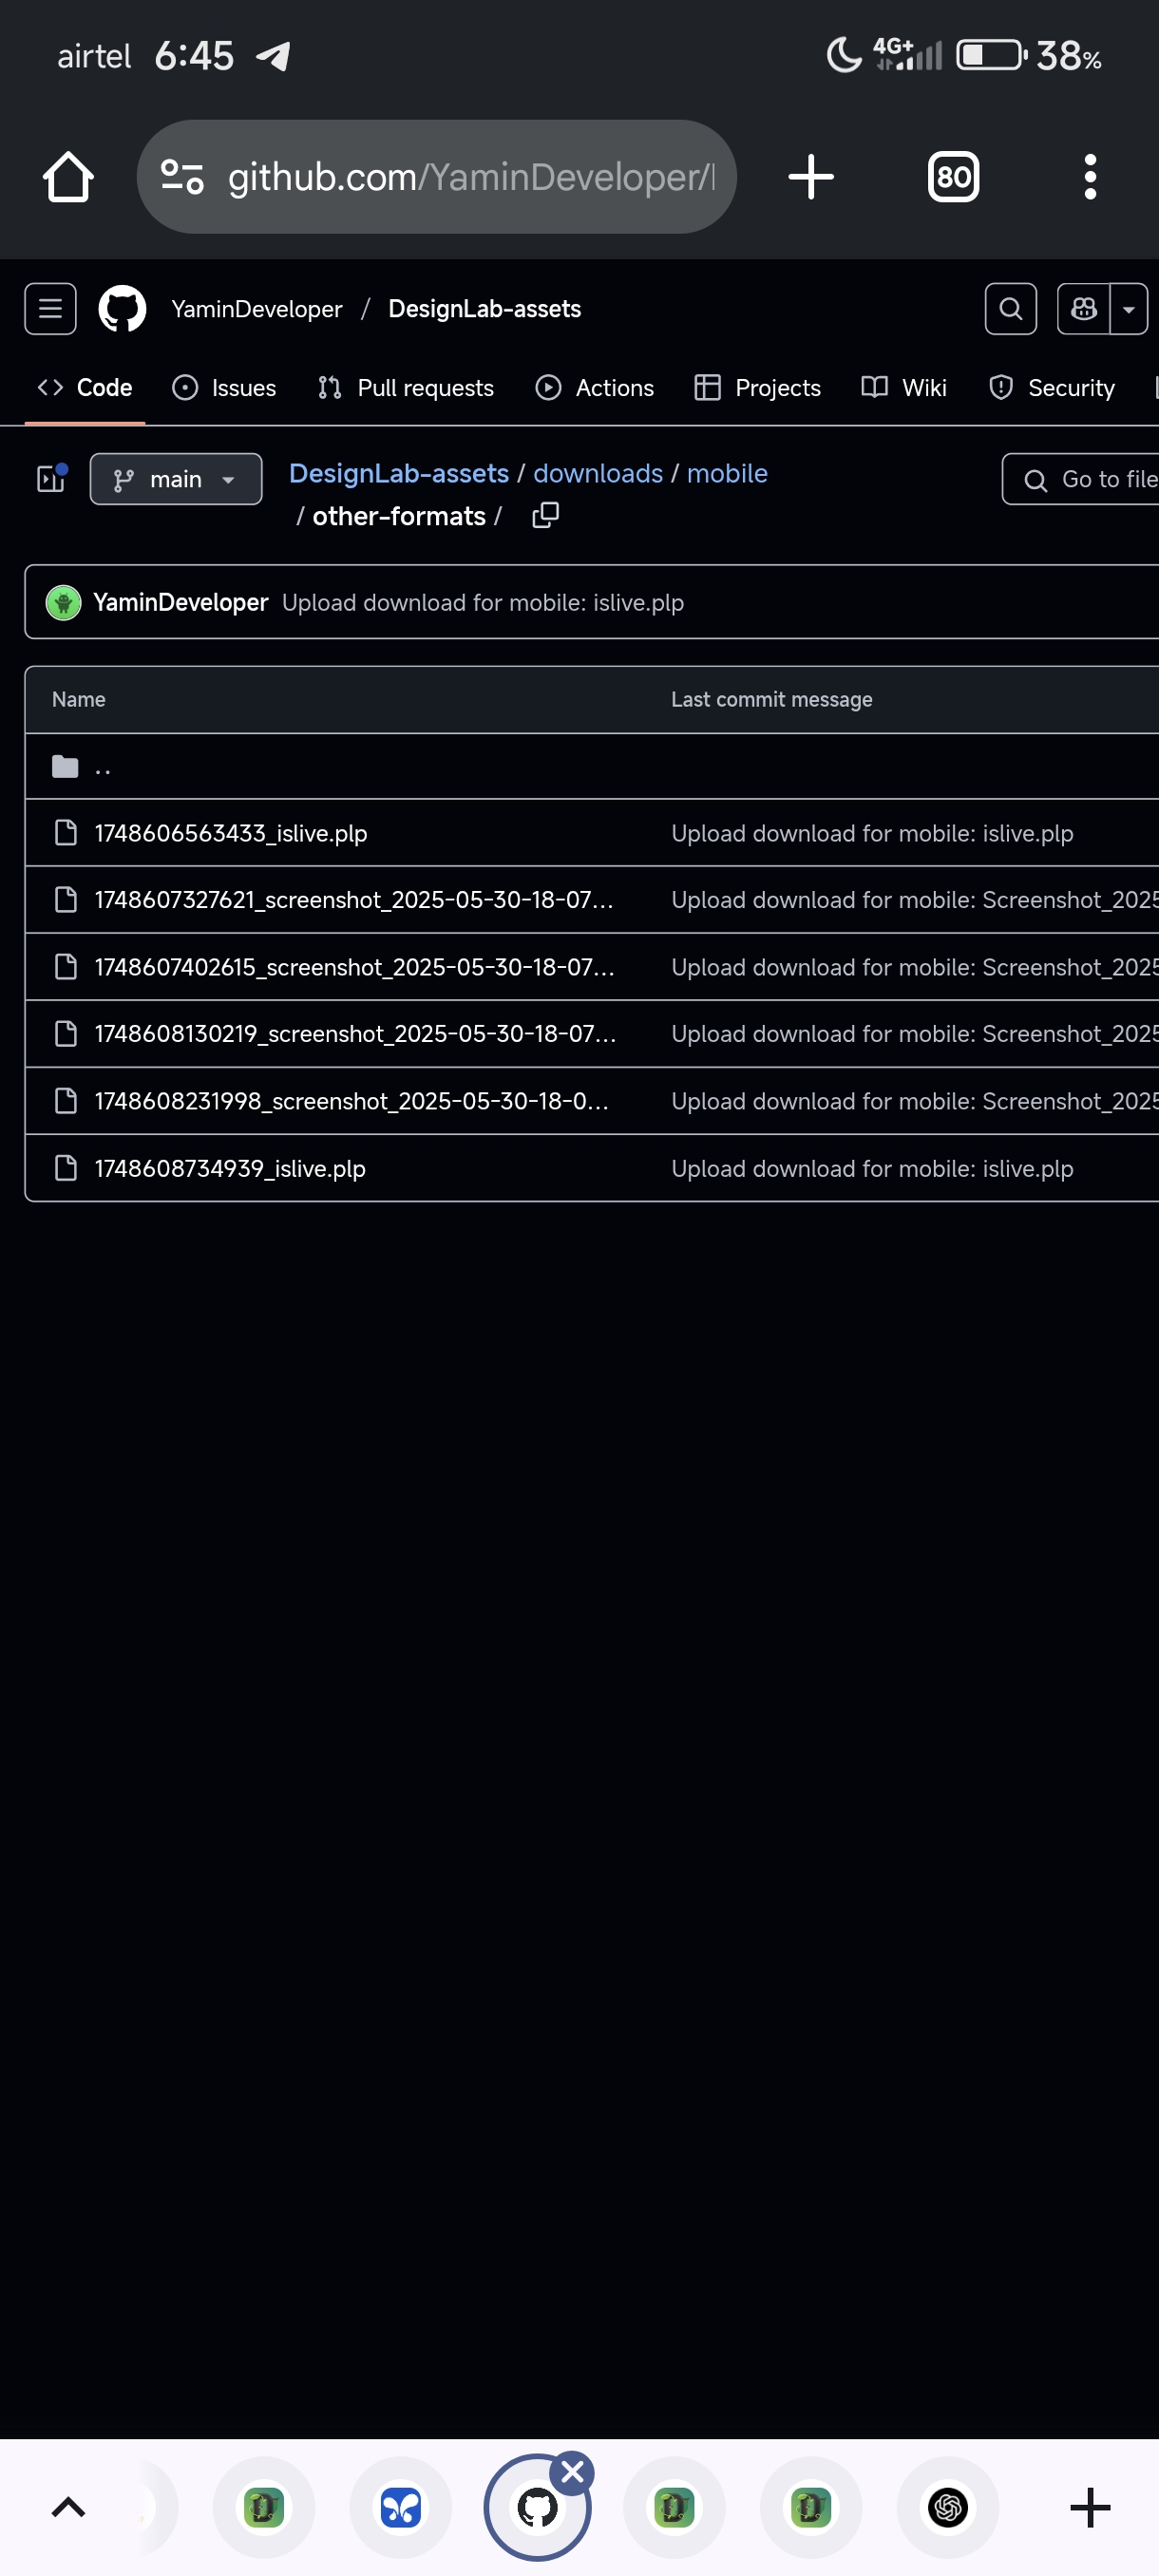 airtel 6:45 4G+ 38%
github.com/YaminDeveloper/
80
YaminDeveloper / DesignLab-assets
Code Issues Pull requests Actions Projects Wiki Security
main DesignLab-assets / downloads / mobile Go to file
/ other-formats /
YaminDeveloper Upload download for mobile: islive.plp
Name Last commit message
..
1748606563433_islive.plp Upload download for mobile: islive.plp
1748607327621_screenshot_2025-05-30-18-07... Upload download for mobile: Screenshot_2025
1748607402615_screenshot_2025-05-30-18-07... Upload download for mobile: Screenshot_2025
1748608130219_screenshot_2025-05-30-18-07... Upload download for mobile: Screenshot_2025
1748608231998_screenshot_2025-05-30-18-0... Upload download for mobile: Screenshot_2025
1748608734939_islive.plp Upload download for mobile: islive.plp